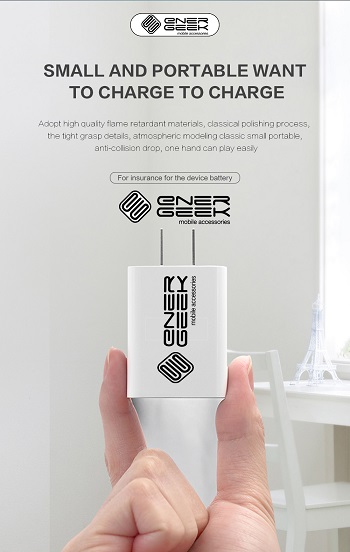 ENER
GEEK
mobile accessories
SMALL AND PORTABLE WANT
TO CHARGE TO CHARGE
Adopt high quality flame retardant materials, classical polishing process,
the tight grasp details, atmospheric modeling classic small portable,
anti-collision drop, one hand can play easily
For insurance for the device battery
ENER
GEEK
mobile accessories
ENER
GEEK
mobile accessories